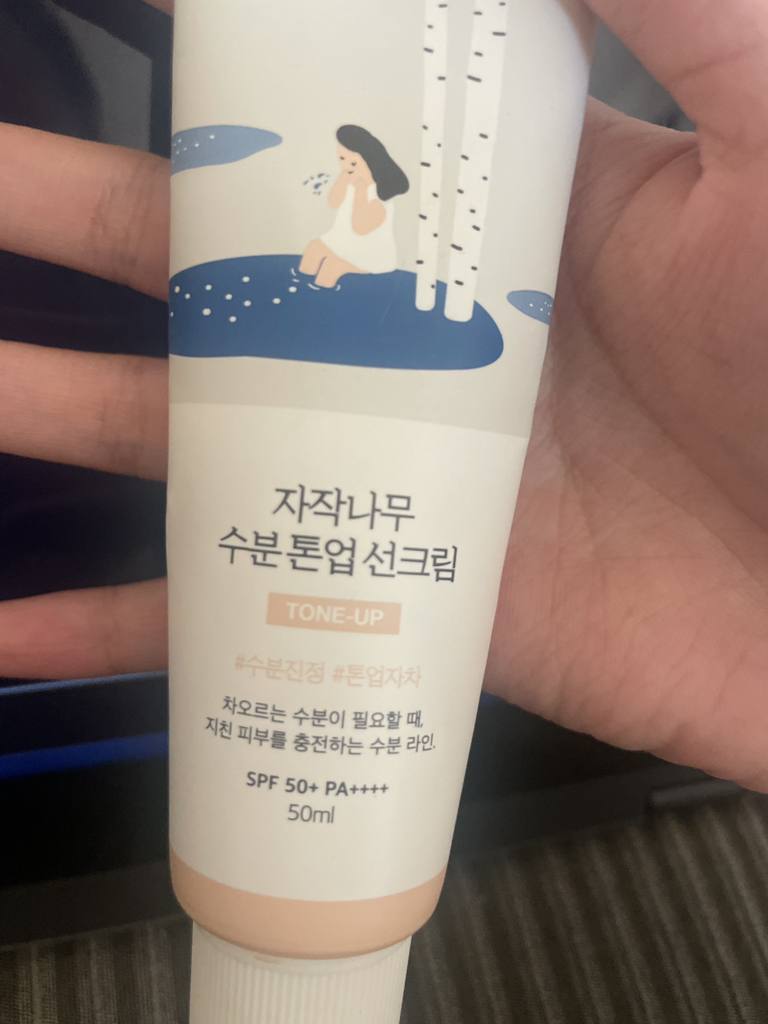 자작나무
수분 톤업 선크림
TONE-UP
#수분진정 #톤업자차
차오르는 수분이 필요할 때,
지친 피부를 충전하는 수분 라인.
SPF 50+ PA++++
50ml